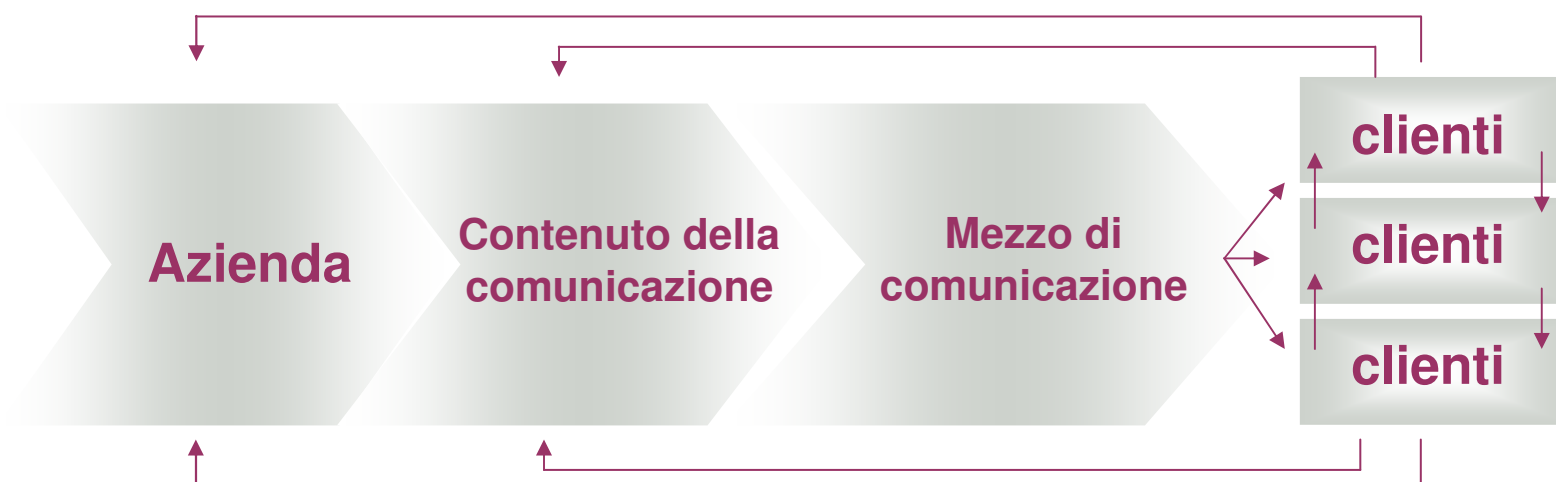 Azienda
Contenuto della
comunicazione
Mezzo di
comunicazione
clienti
clienti
clienti